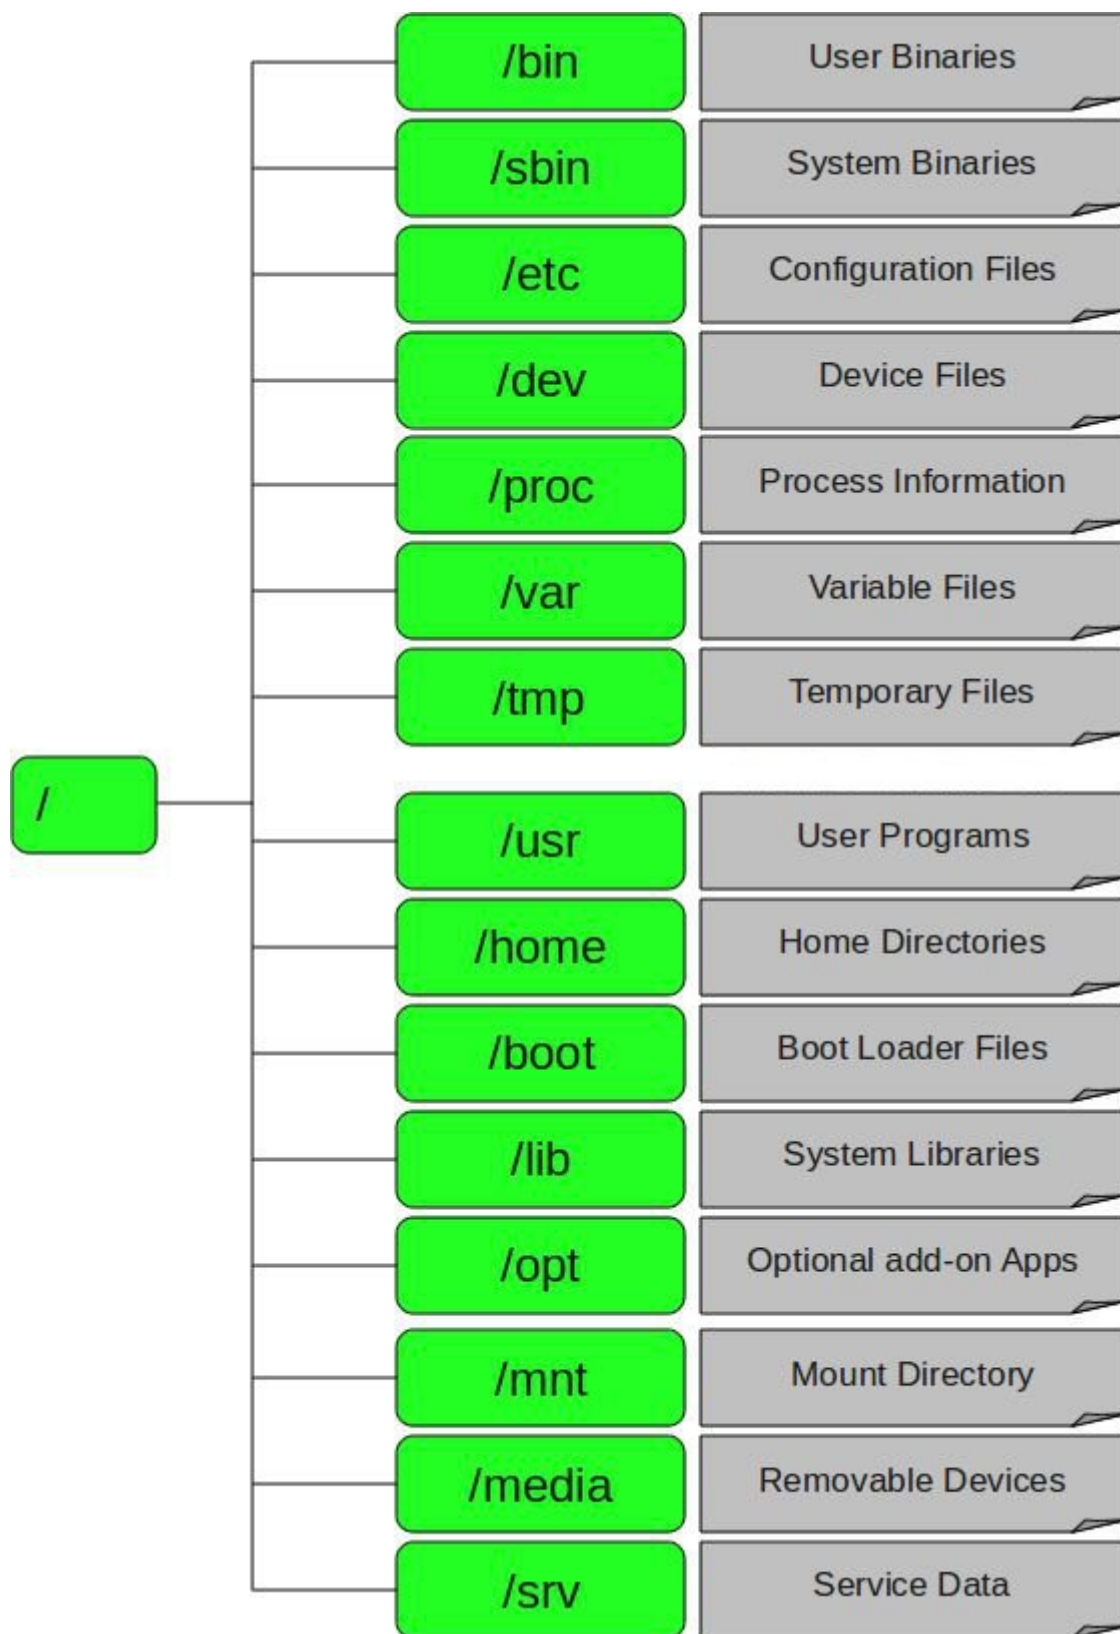 /bin
User Binaries
/sbin
System Binaries
/etc
Configuration Files
/dev
Device Files
/proc
Process Information
/var
Variable Files
/tmp
Temporary Files
/
/usr
User Programs
/home
Home Directories
/boot
Boot Loader Files
/lib
System Libraries
/opt
Optional add-on Apps
/mnt
Mount Directory
/media
Removable Devices
/srv
Service Data